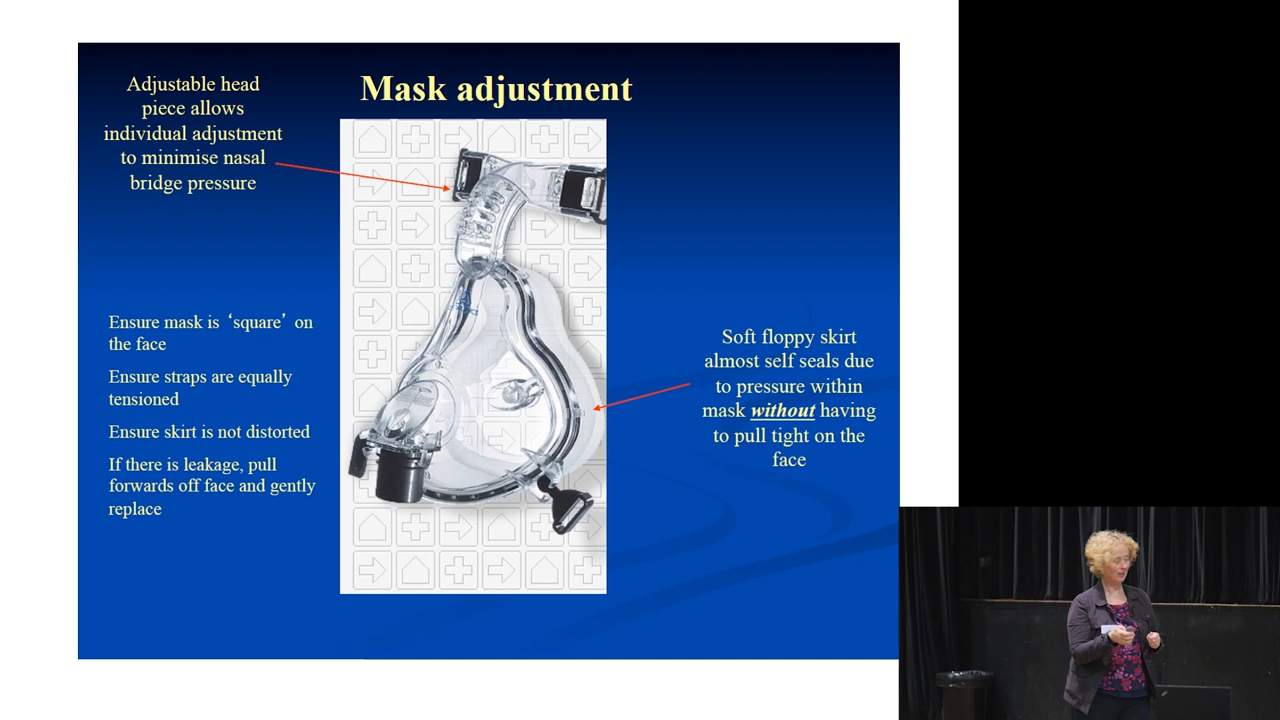 Mask adjustment
Adjustable head
piece allows
individual adjustment
to minimise nasal
bridge pressure
Ensure mask is ‘square’ on
the face
Ensure straps are equally
tensioned
Ensure skirt is not distorted
If there is leakage, pull
forwards off face and gently
replace
Soft floppy skirt
almost self seals due
to pressure within
mask without having
to pull tight on the
face